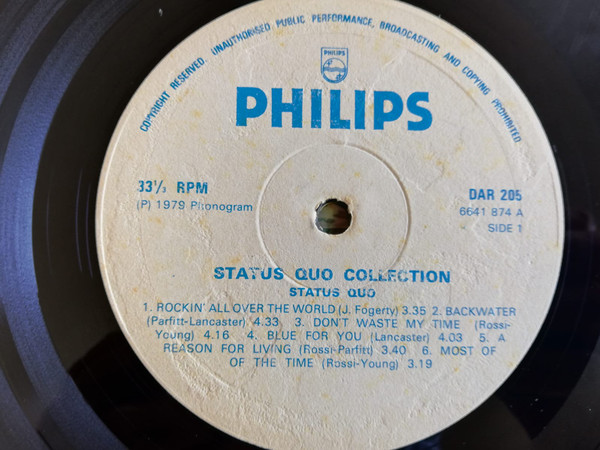 COPYRIGHT RESERVED. UNAUTHORISED PUBLIC PERFORMANCE, BROADCASTING AND COPYING PROHIBITED
PHILIPS
PHILIPS
33⅓ RPM
(P) 1979 Phonogram
DAR 205
6641 874 A
SIDE 1
STATUS QUO COLLECTION
STATUS QUO
1. ROCKIN' ALL OVER THE WORLD (J. Fogerty) 3.35 2. BACKWATER
(Parfitt-Lancaster) 4.33 3. DON'T WASTE MY TIME (Rossi-
Young) 4.16 4. BLUE FOR YOU (Lancaster) 4.03 5. A
REASON FOR LIVING (Rossi-Parfitt) 3.40 6. MOST OF
OF THE TIME (Rossi-Young) 3.19